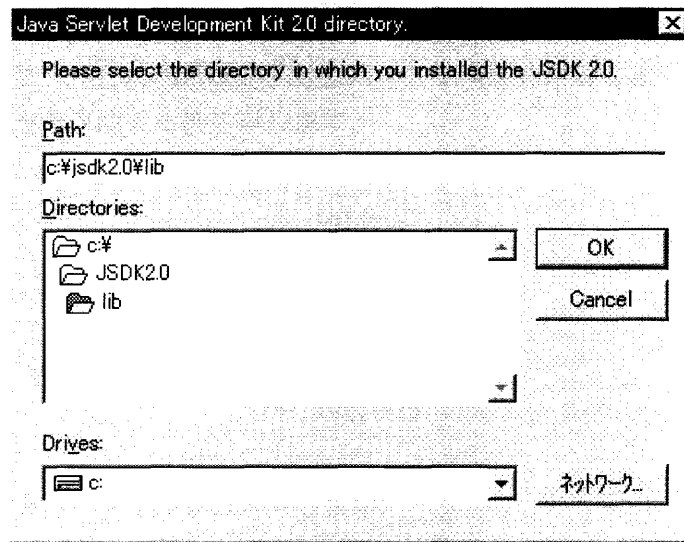 Java Servlet Development Kit 2.0 directory.
Please select the directory in which you installed the JSDK 2.0.
Path:
c:¥jsdk2.0¥lib
Directories:
c:¥
JSDK2.0
lib
OK
Cancel
Drives:
c:
ネットワーク...